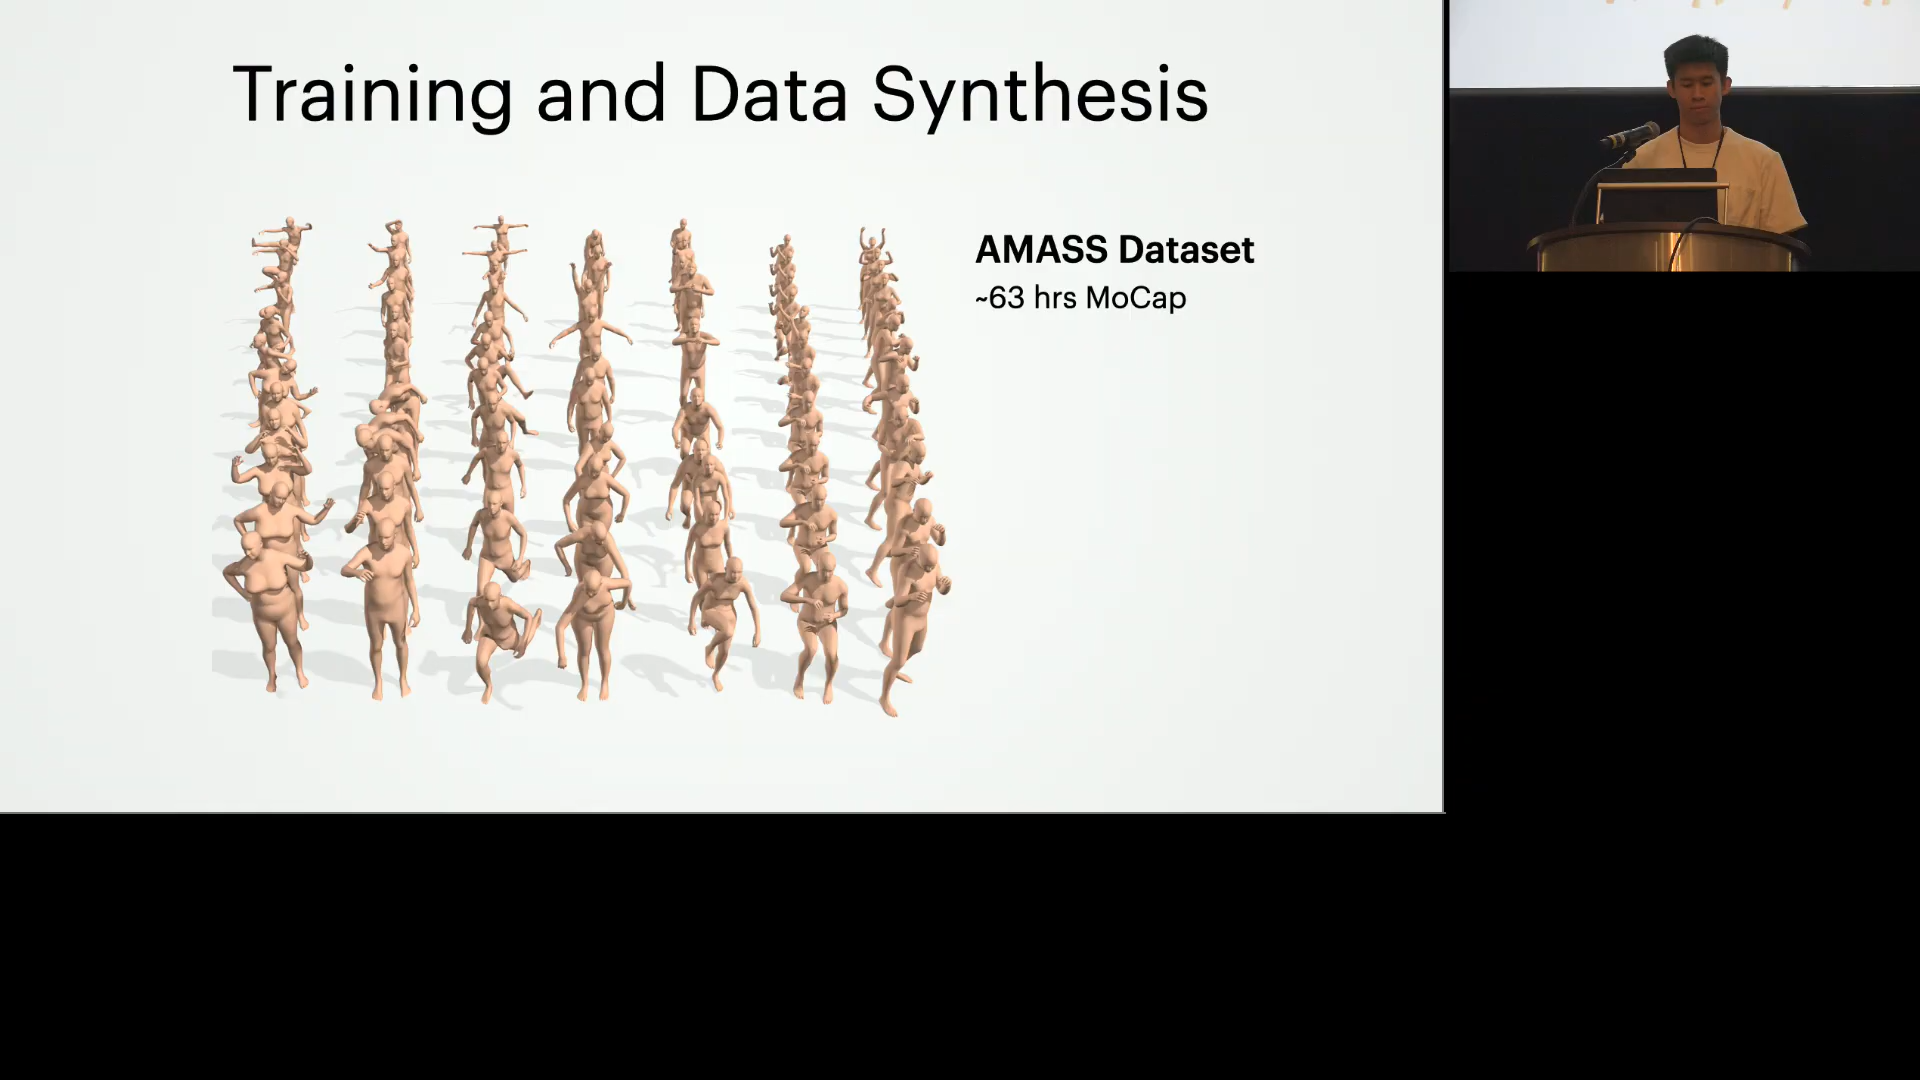 Training and Data Synthesis
AMASS Dataset
~63 hrs MoCap